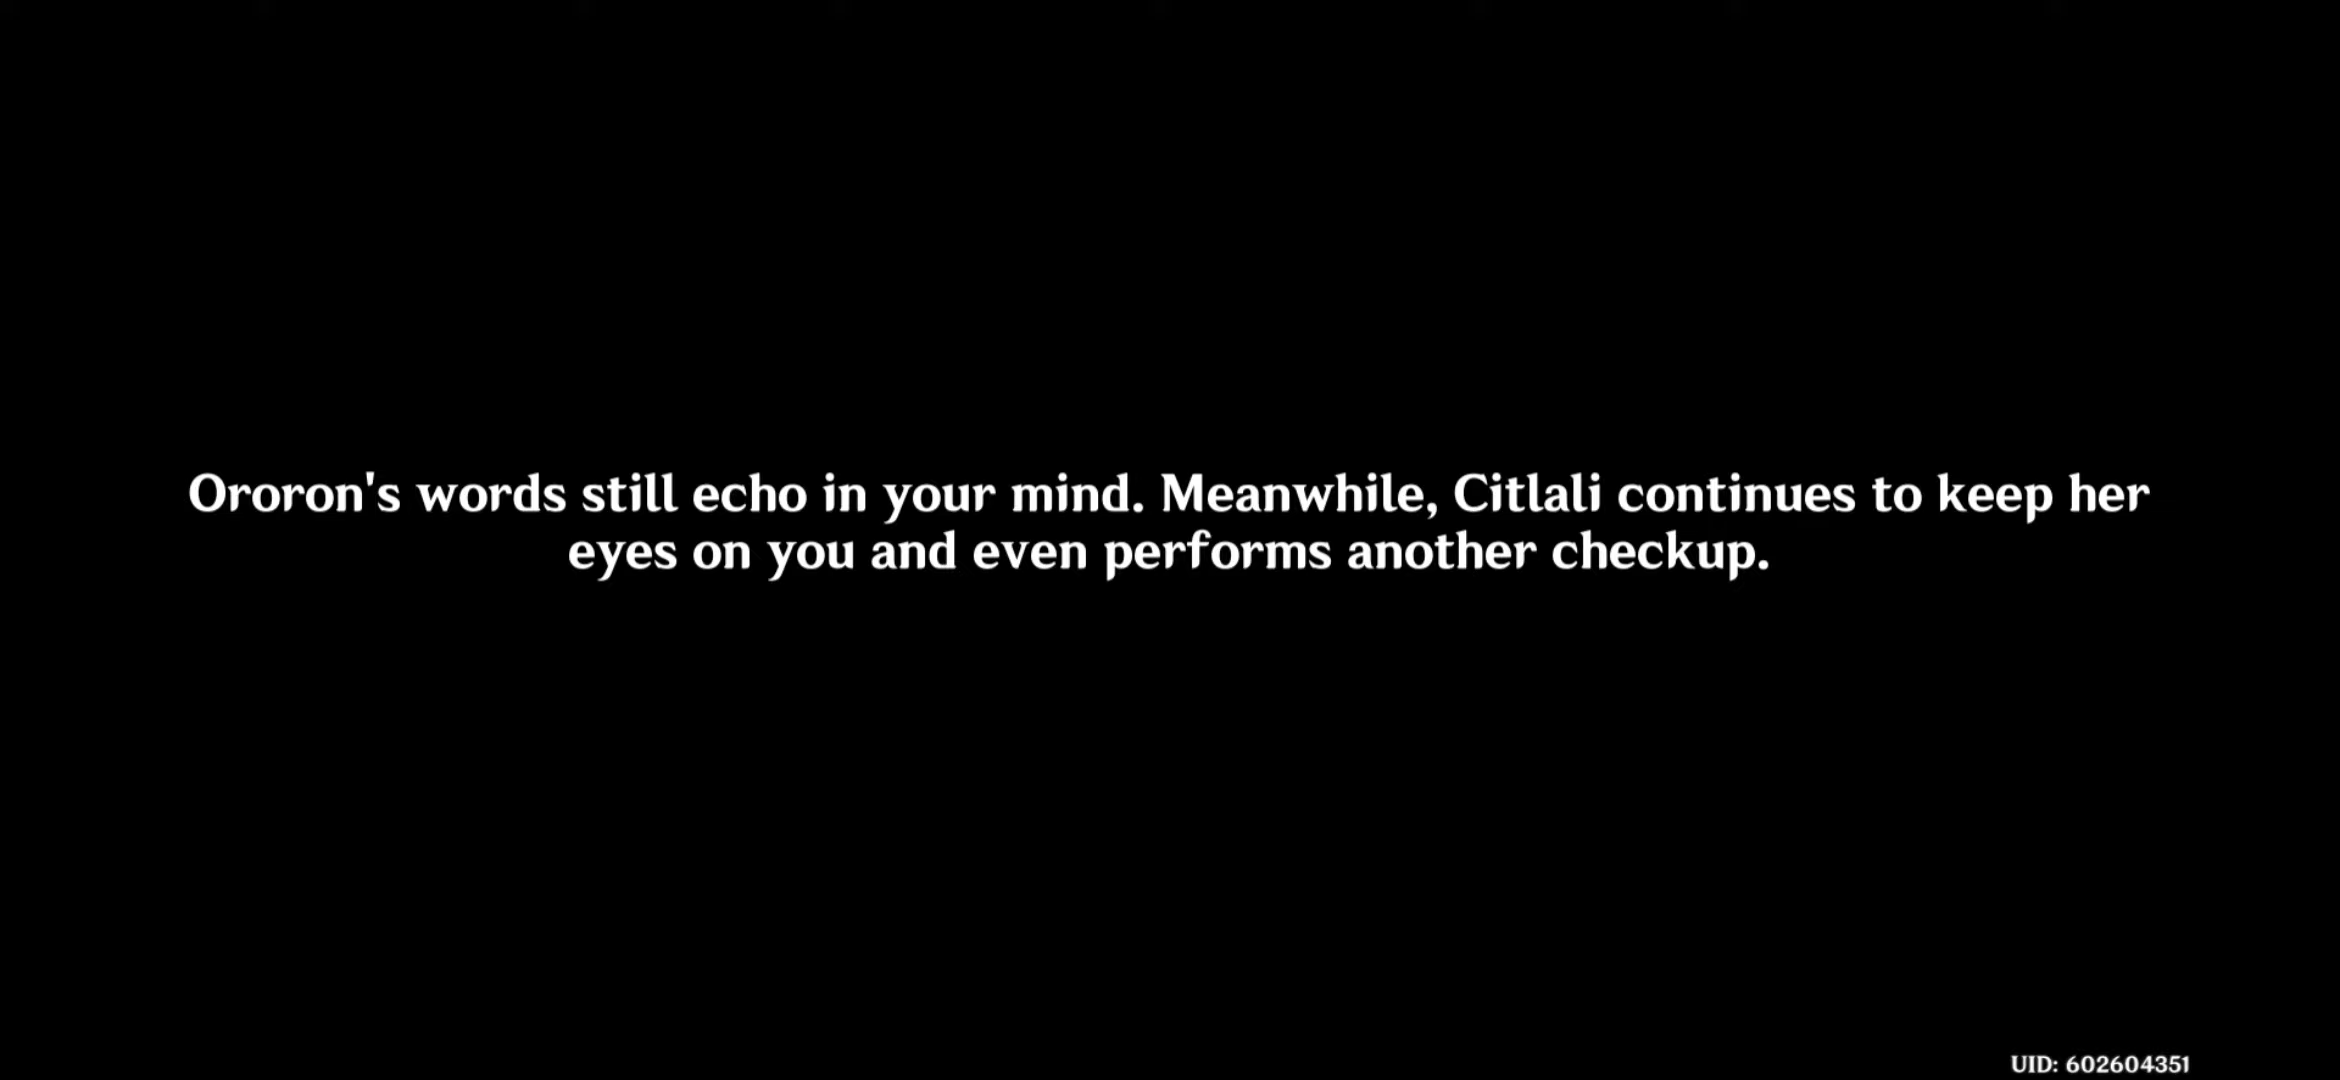 Ororon's words still echo in your mind. Meanwhile, Citlali continues to keep her
eyes on you and even performs another checkup.
UID: 602604351